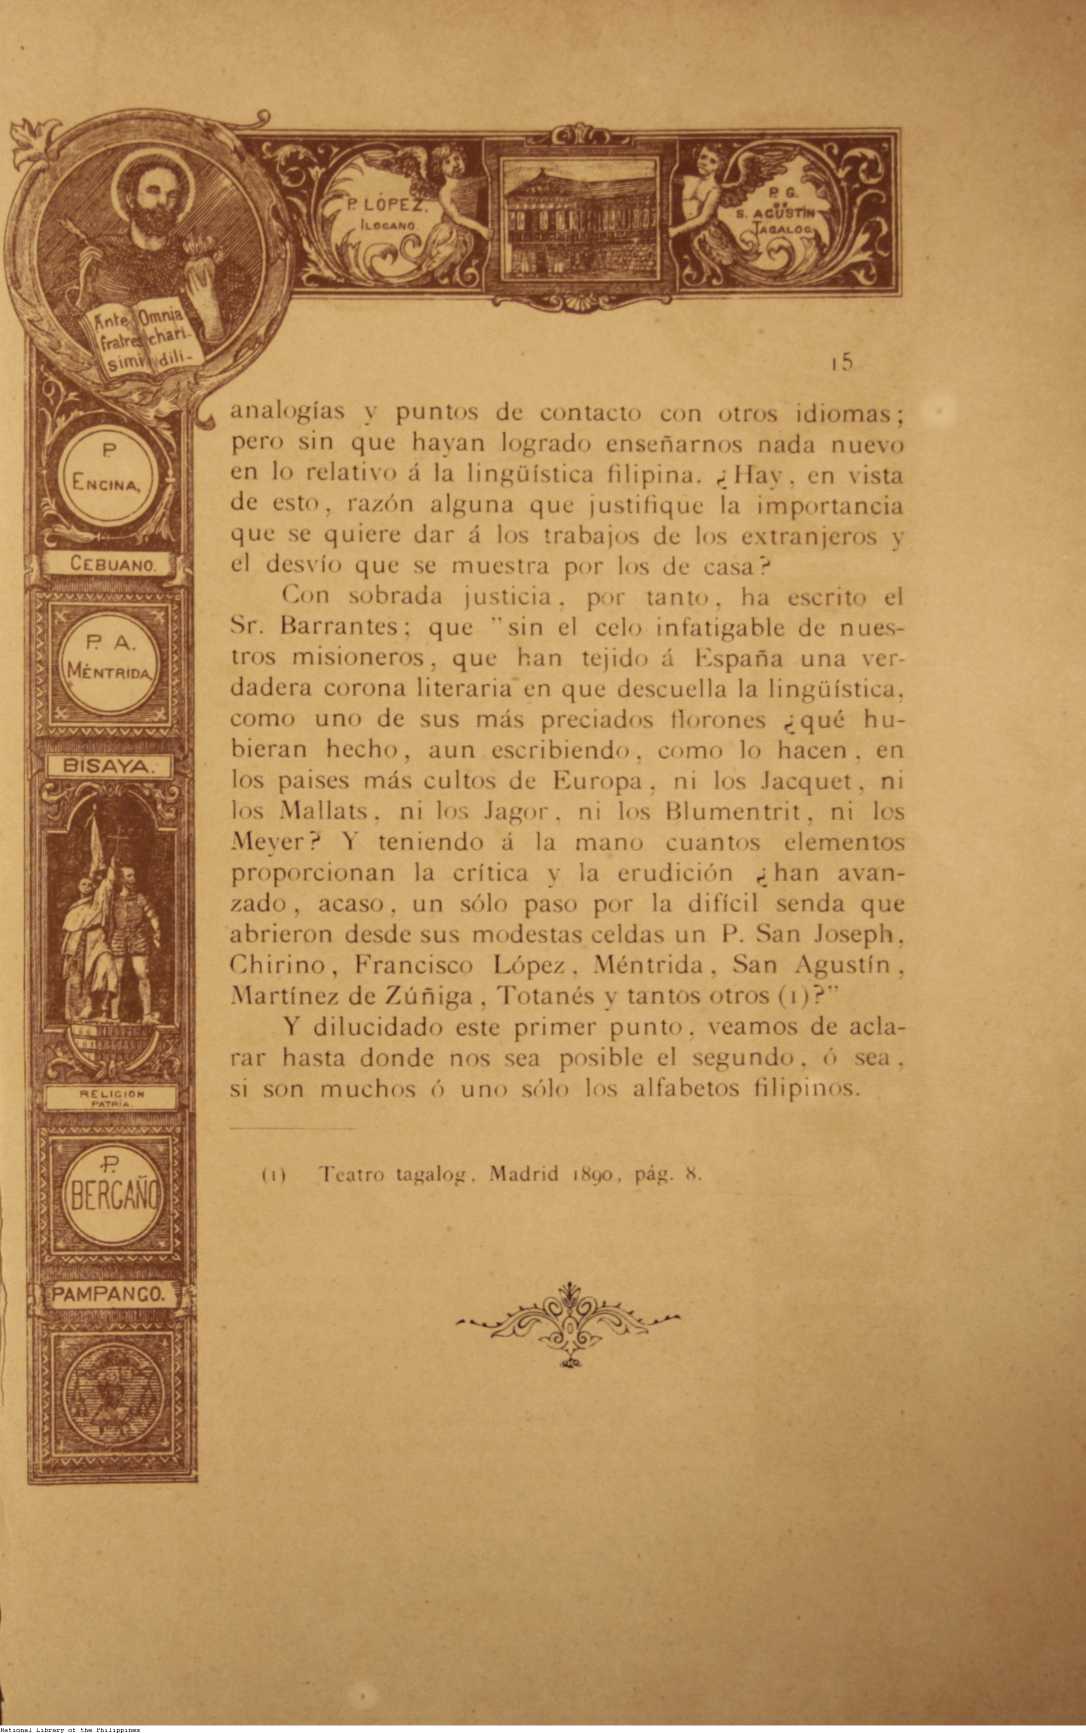 P. LÓPEZ.
ILOCANO.
P. G.
DE
S. AGUSTÍN
TAGALOG
Ante Omnia
fratres chari-
simi dili-
15
P.
ENCINA,
CEBUANO.
P. A.
MÉNTRIDA,
BISAYA.
RELIGION
PATRIA.
P.
BERGAÑO
PAMPANGO.
analogías y puntos de contacto con otros idiomas;
pero sin que hayan logrado enseñarnos nada nuevo
en lo relativo á la lingüística filipina. ¿Hay, en vista
de esto, razón alguna que justifique la importancia
que se quiere dar á los trabajos de los extranjeros y
el desvío que se muestra por los de casa?
Con sobrada justicia, por tanto, ha escrito el
Sr. Barrantes; que "sin el celo infatigable de nues-
tros misioneros, que han tejido á España una ver-
dadera corona literaria en que descuella la lingüística,
como uno de sus más preciados florones ¿qué hu-
bieran hecho, aun escribiendo, como lo hacen, en
los paises más cultos de Europa, ni los Jacquet, ni
los Mallats, ni los Jagor, ni los Blumentrit, ni los
Meyer? Y teniendo á la mano cuantos elementos
proporcionan la crítica y la erudición ¿han avan-
zado, acaso, un sólo paso por la difícil senda que
abrieron desde sus modestas celdas un P. San Joseph,
Chirino, Francisco López, Méntrida, San Agustín,
Martínez de Zúñiga, Totanés y tantos otros (1)?"
Y dilucidado este primer punto, veamos de acla-
rar hasta donde nos sea posible el segundo, ó sea,
si son muchos ó uno sólo los alfabetos filipinos.
(1) Teatro tagalog, Madrid 1890, pág. 8.
National Library of the Philippines